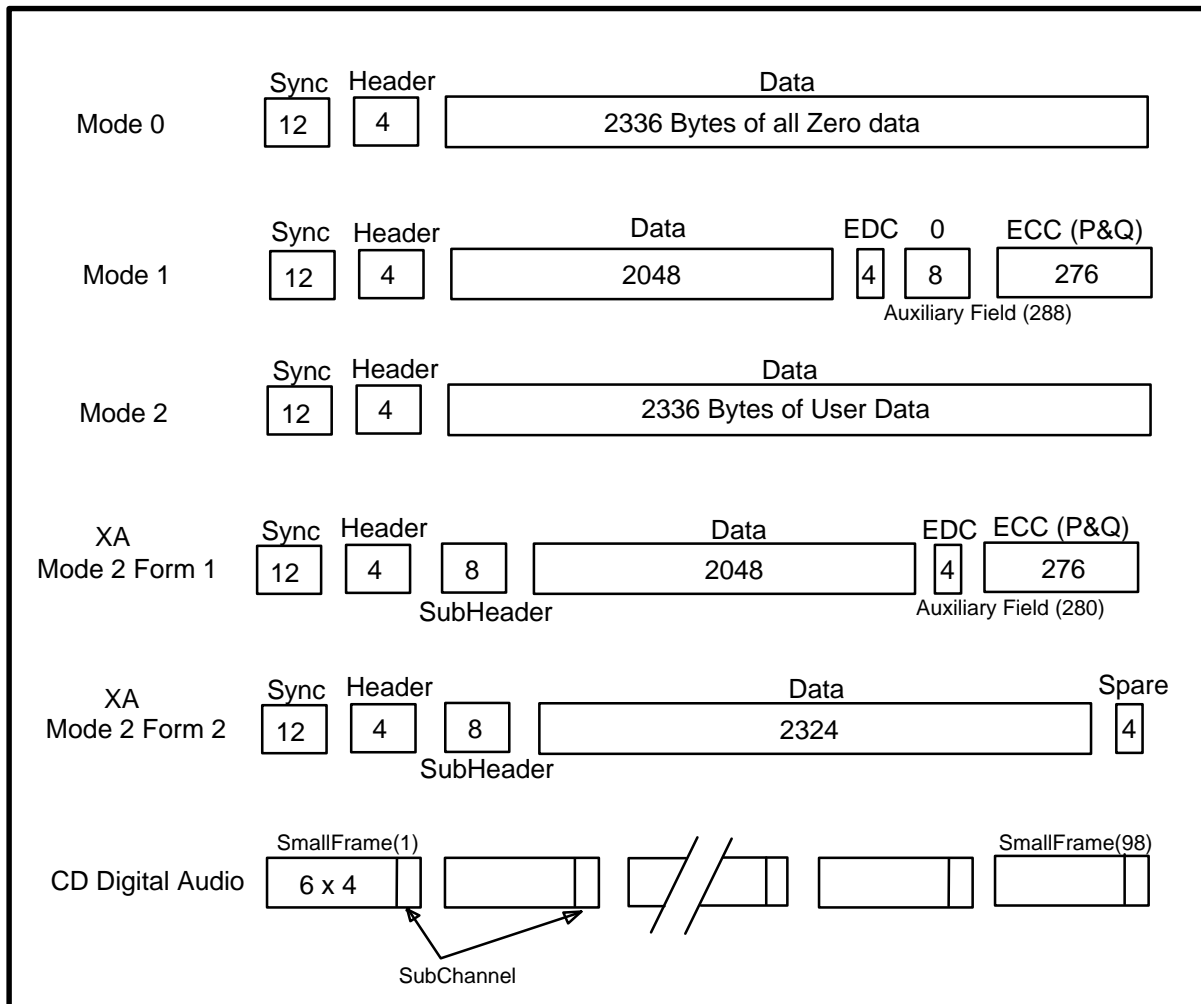 Sync Header Data
Mode 0 12 4 2336 Bytes of all Zero data
Sync Header Data EDC 0 ECC (P&Q)
Mode 1 12 4 2048 4 8 276
Auxiliary Field (288)
Sync Header Data
Mode 2 12 4 2336 Bytes of User Data
XA Sync Header Data EDC ECC (P&Q)
Mode 2 Form 1 12 4 8 2048 4 276
SubHeader Auxiliary Field (280)
XA Sync Header Data Spare
Mode 2 Form 2 12 4 8 2324 4
SubHeader
SmallFrame(1) SmallFrame(98)
CD Digital Audio 6 x 4
SubChannel